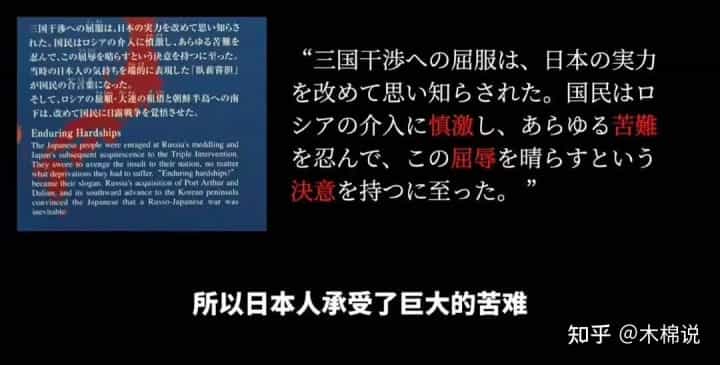 三国干渉への屈服は、日本の実力を改めて思い知らさ
れた。国民はロシアの介入に憤激し、あらゆる苦難を
忍んで、この屈辱を晴らすという決意を持つに至った。
当時の日本人の気持ちを端的に表現した「臥薪嘗胆」
が国民の合言葉になった。
そして、ロシアの旅順・大連の租借と朝鮮半島への南
下は、改めて国民に日露戦争を覚悟させた。
Enduring Hardships
The Japanese people were enraged at Russia's meddling and
Japan's subsequent acquiescence to the Triple Intervention.
They swore to avenge the insult to their nation, no matter
what deprivations they had to suffer. "Enduring hardships!"
became their slogan. Russia's acquisition of Port Arthur and
Dalian, and its southward advance to the Korean peninsula
convinced the Japanese that a Russo-Japanese war was
inevitable.
“三国干渉への屈服は、日本の実力
を改めて思い知らされた。国民はロ
シアの介入に慎激し、あらゆる苦難
を忍んで、この屈辱を晴らすという
決意を持つに至った。”
所以日本人承受了巨大的苦难
知乎 @木棉说